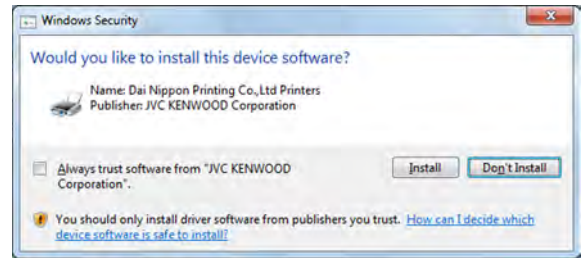 Windows Security
Would you like to install this device software?
Name: Dai Nippon Printing Co.,Ltd Printers
Publisher: JVC KENWOOD Corporation
Always trust software from "JVC KENWOOD
Corporation".
Install
Don't Install
You should only install driver software from publishers you trust. How can I decide which
device software is safe to install?